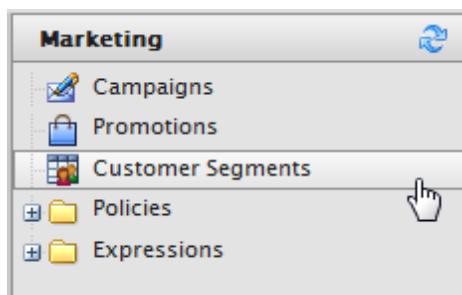 Marketing
Campaigns
Promotions
Customer Segments
Policies
Expressions